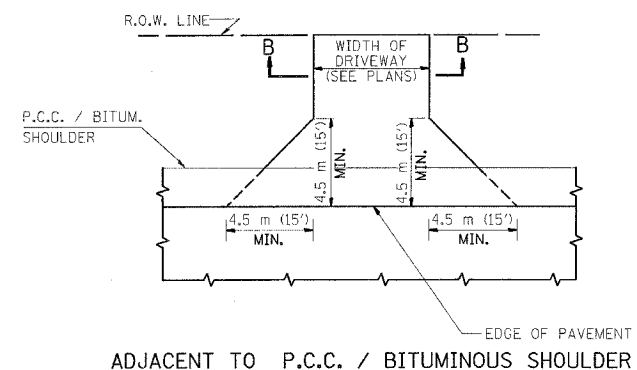 R.O.W. LINE
B
WIDTH OF
DRIVEWAY
(SEE PLANS)
B
P.C.C. / BITUM.
SHOULDER
4.5 m (15')
MIN.
4.5 m (15')
MIN.
4.5 m (15')
MIN.
4.5 m (15')
MIN.
EDGE OF PAVEMENT
ADJACENT TO P.C.C. / BITUMINOUS SHOULDER